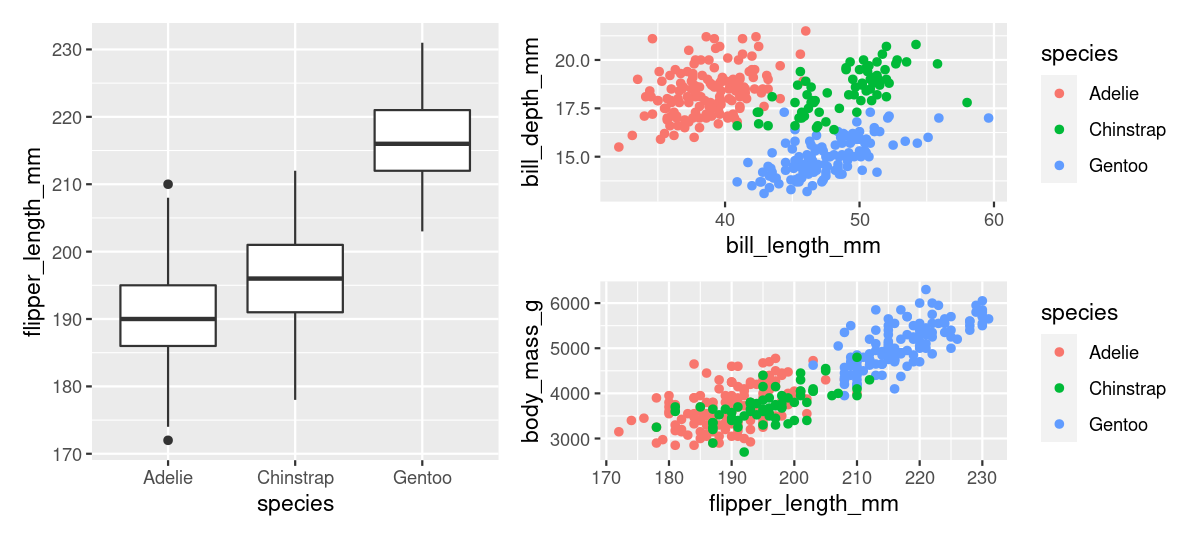 flipper_length_mm
230
220
210
200
190
180
170
Adelie
Chinstrap
Gentoo
species
bill_depth_mm
20.0
17.5
15.0
40
50
60
bill_length_mm
species
Adelie
Chinstrap
Gentoo
body_mass_g
6000
5000
4000
3000
170
180
190
200
210
220
230
flipper_length_mm
species
Adelie
Chinstrap
Gentoo